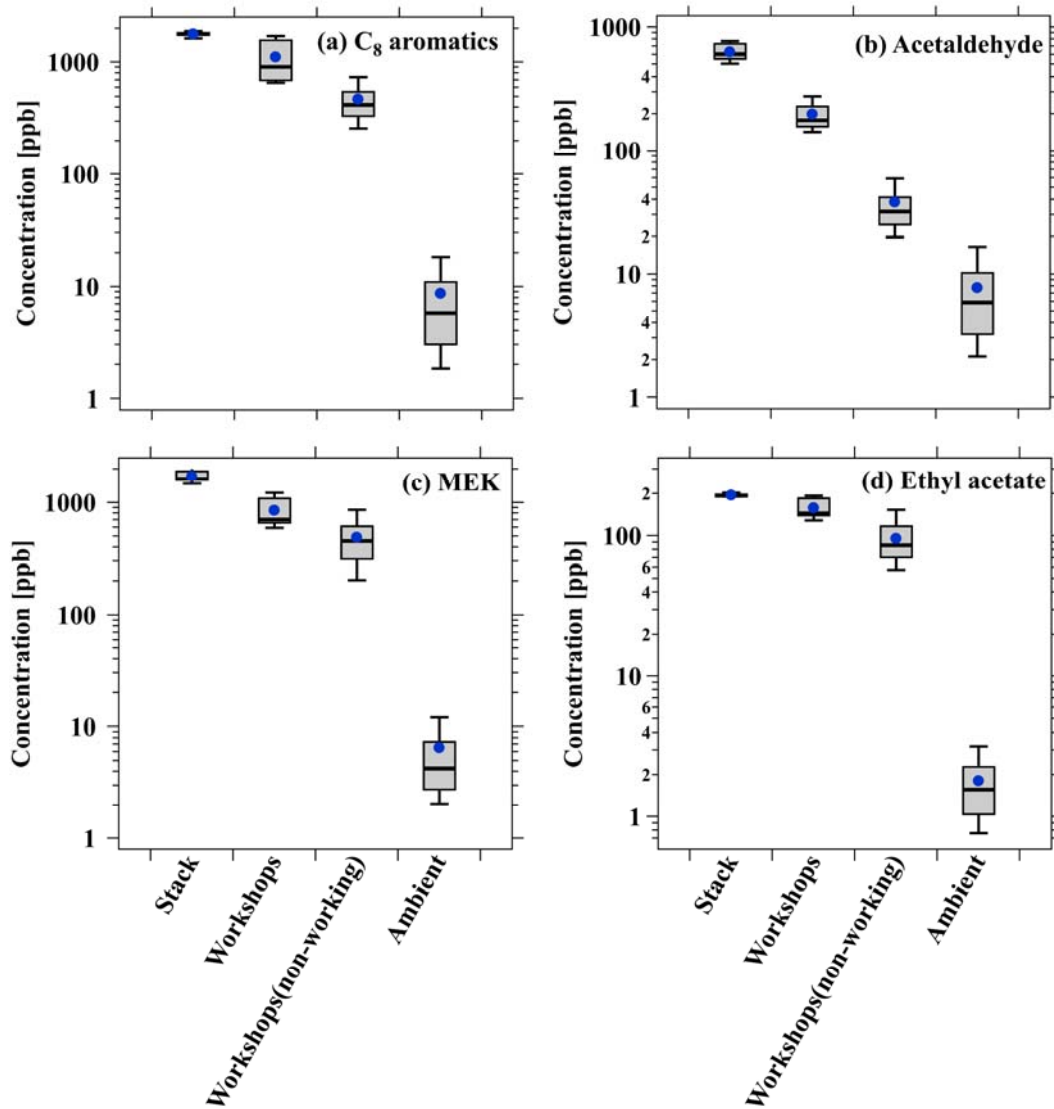 (a) C₈ aromatics
Concentration [ppb]
1000
100
10
1
(b) Acetaldehyde
Concentration [ppb]
1000
4
2
100
4
2
10
4
2
1
(c) MEK
Concentration [ppb]
1000
100
10
1
(d) Ethyl acetate
Concentration [ppb]
2
100
6
4
2
10
6
4
2
1
Stack
Workshops
Workshops(non-working)
Ambient
Stack
Workshops
Workshops(non-working)
Ambient